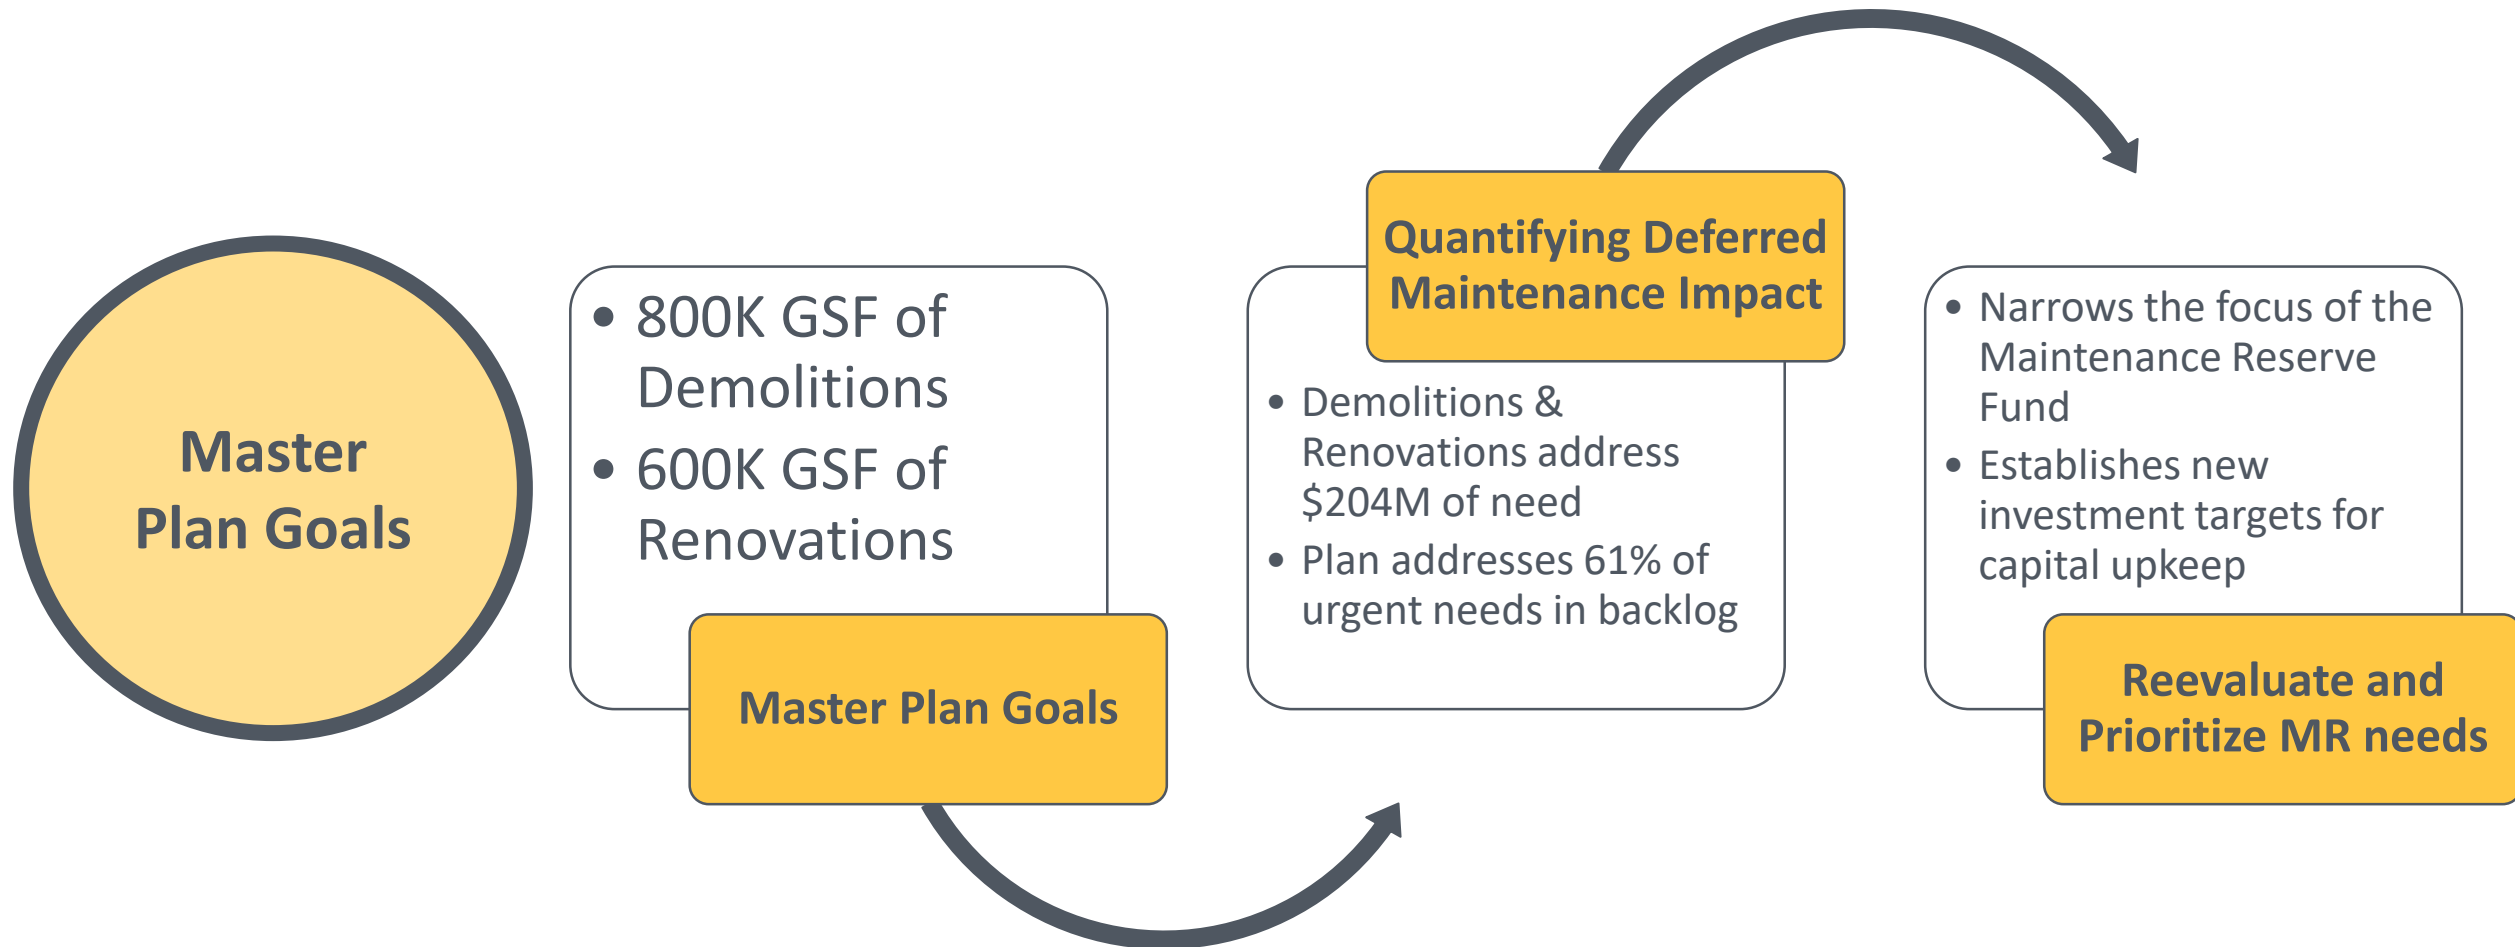 Master
Plan Goals
• 800K GSF of
Demolitions
• 600K GSF of
Renovations
Master Plan Goals
Quantifying Deferred
Maintenance Impact
• Demolitions &
Renovations address
$204M of need
• Plan addresses 61% of
urgent needs in backlog
• Narrows the focus of the
Maintenance Reserve
Fund
• Establishes new
investment targets for
capital upkeep
Reevaluate and
Prioritize MR needs